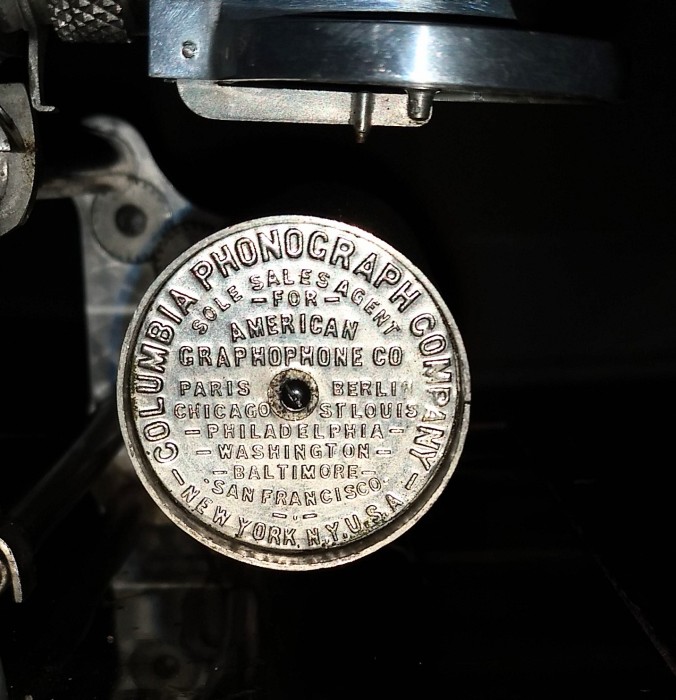 COLUMBIA PHONOGRAPH COMPANY
SOLE SALES AGENT
-FOR-
AMERICAN
GRAPHOPHONE CO
PARIS BERLIN
CHICAGO ST LOUIS
-PHILADELPHIA-
-WASHINGTON-
-BALTIMORE-
·SAN FRANCISCO·
-NEW YORK, N.Y. U.S.A-